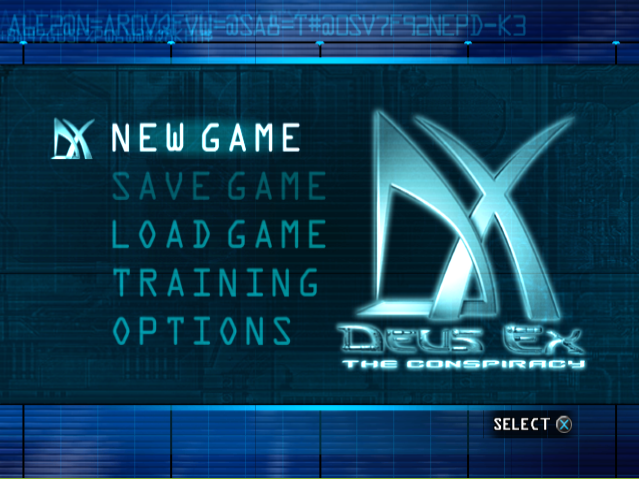 NEW GAME
SAVE GAME
LOAD GAME
TRAINING
OPTIONS
DEUS EX
THE CONSPIRACY
SELECT